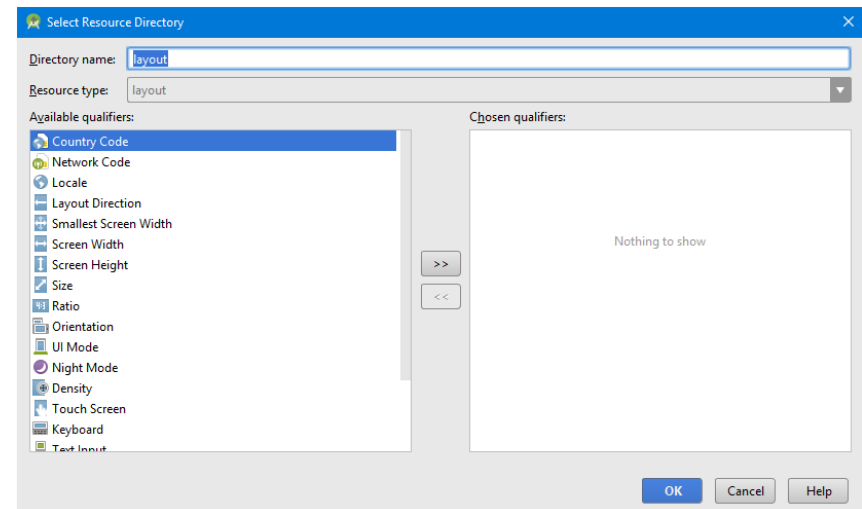 Select Resource Directory
Directory name: layout
Resource type: layout
Available qualifiers:
Country Code
Network Code
Locale
Layout Direction
Smallest Screen Width
Screen Width
Screen Height
Size
Ratio
Orientation
UI Mode
Night Mode
Density
Touch Screen
Keyboard
Text Input
>>
<<
Chosen qualifiers:
Nothing to show
OK Cancel Help